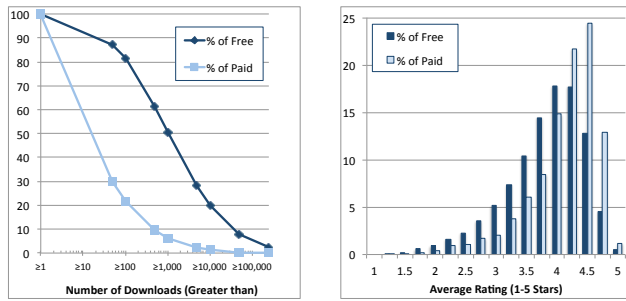 100
90
80
70
60
50
40
30
20
10
0
% of Free
% of Paid
≥1 ≥10 ≥100 ≥1,000 ≥10,000 ≥100,000
Number of Downloads (Greater than)
25
20
15
10
5
0
% of Free
% of Paid
1 1.5 2 2.5 3 3.5 4 4.5 5
Average Rating (1-5 Stars)